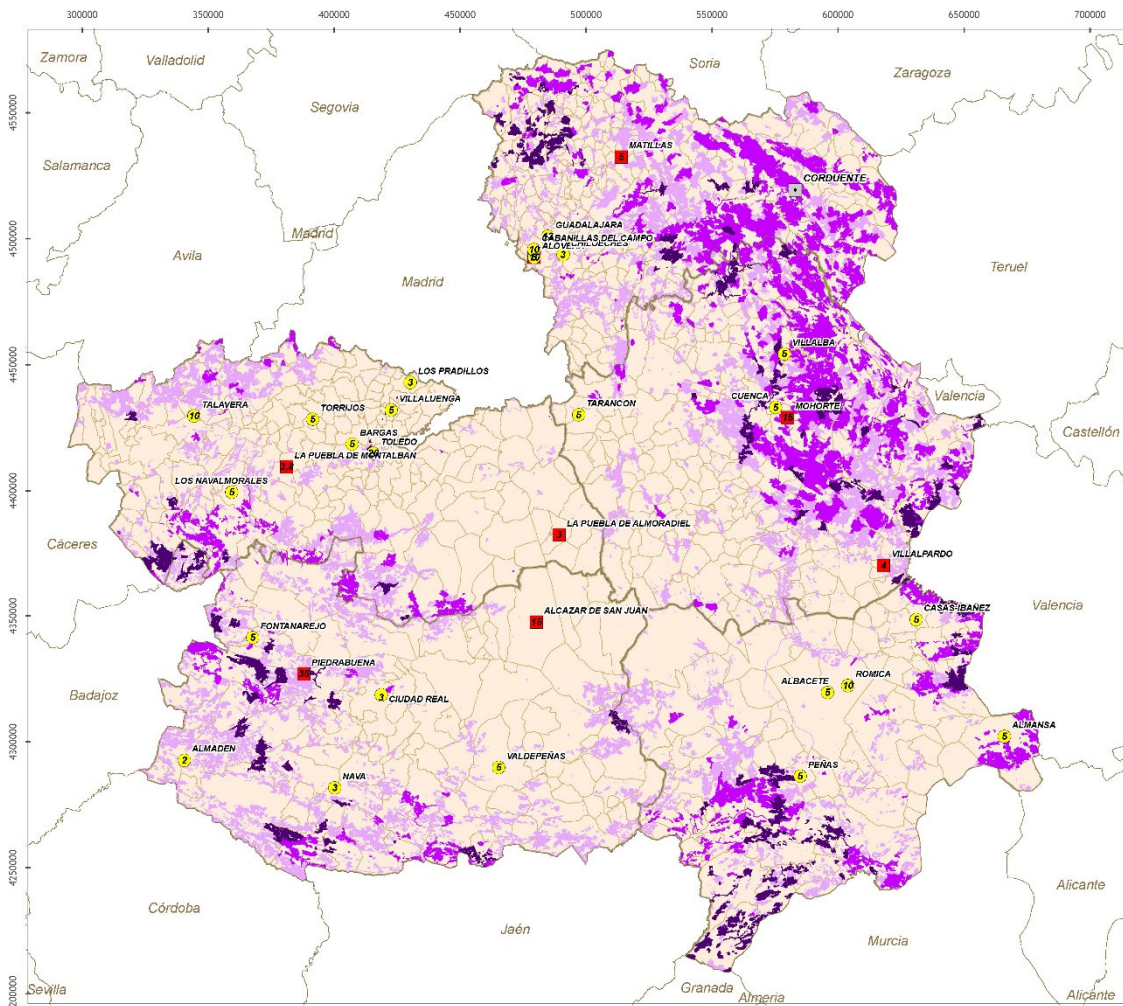 300000 350000 400000 450000 500000 550000 600000 650000 700000
Zamora
Valladolid
Soria
Zaragoza
Segovia
4550000
Salamanca
MATILLAS
5
CORDUENTE
GUADALAJARA
Madrid
CABANILLAS DEL CAMPO
4500000
10
3
Avila
Madrid
Teruel
VILLALBA
5
4450000
LOS PRADILLOS
3
TALAVERA
10
VILLALUENGA
5
TORRIJOS
5
TARANCON
5
CUENCA
5
MOHORTE
15
Valencia
Castellón
BARGAS
5
TOLEDO
LA PUEBLA DE MONTALBAN
3,8
LOS NAVALMORALES
5
4400000
LA PUEBLA DE ALMORADIEL
3
Cáceres
VILLALPARDO
4
4350000
ALCAZAR DE SAN JUAN
15
CASAS-IBAÑEZ
5
Valencia
FONTANAREJO
5
PIEDRABUENA
Badajoz
CIUDAD REAL
3
ALBACETE
5
ROMICA
10
4300000
ALMADEN
2
VALDEPEÑAS
5
ALMANSA
5
NAVA
3
PEÑAS
5
4250000
Córdoba
Jaén
Murcia
Alicante
4200000
Sevilla
Granada
Almeria
Alicante